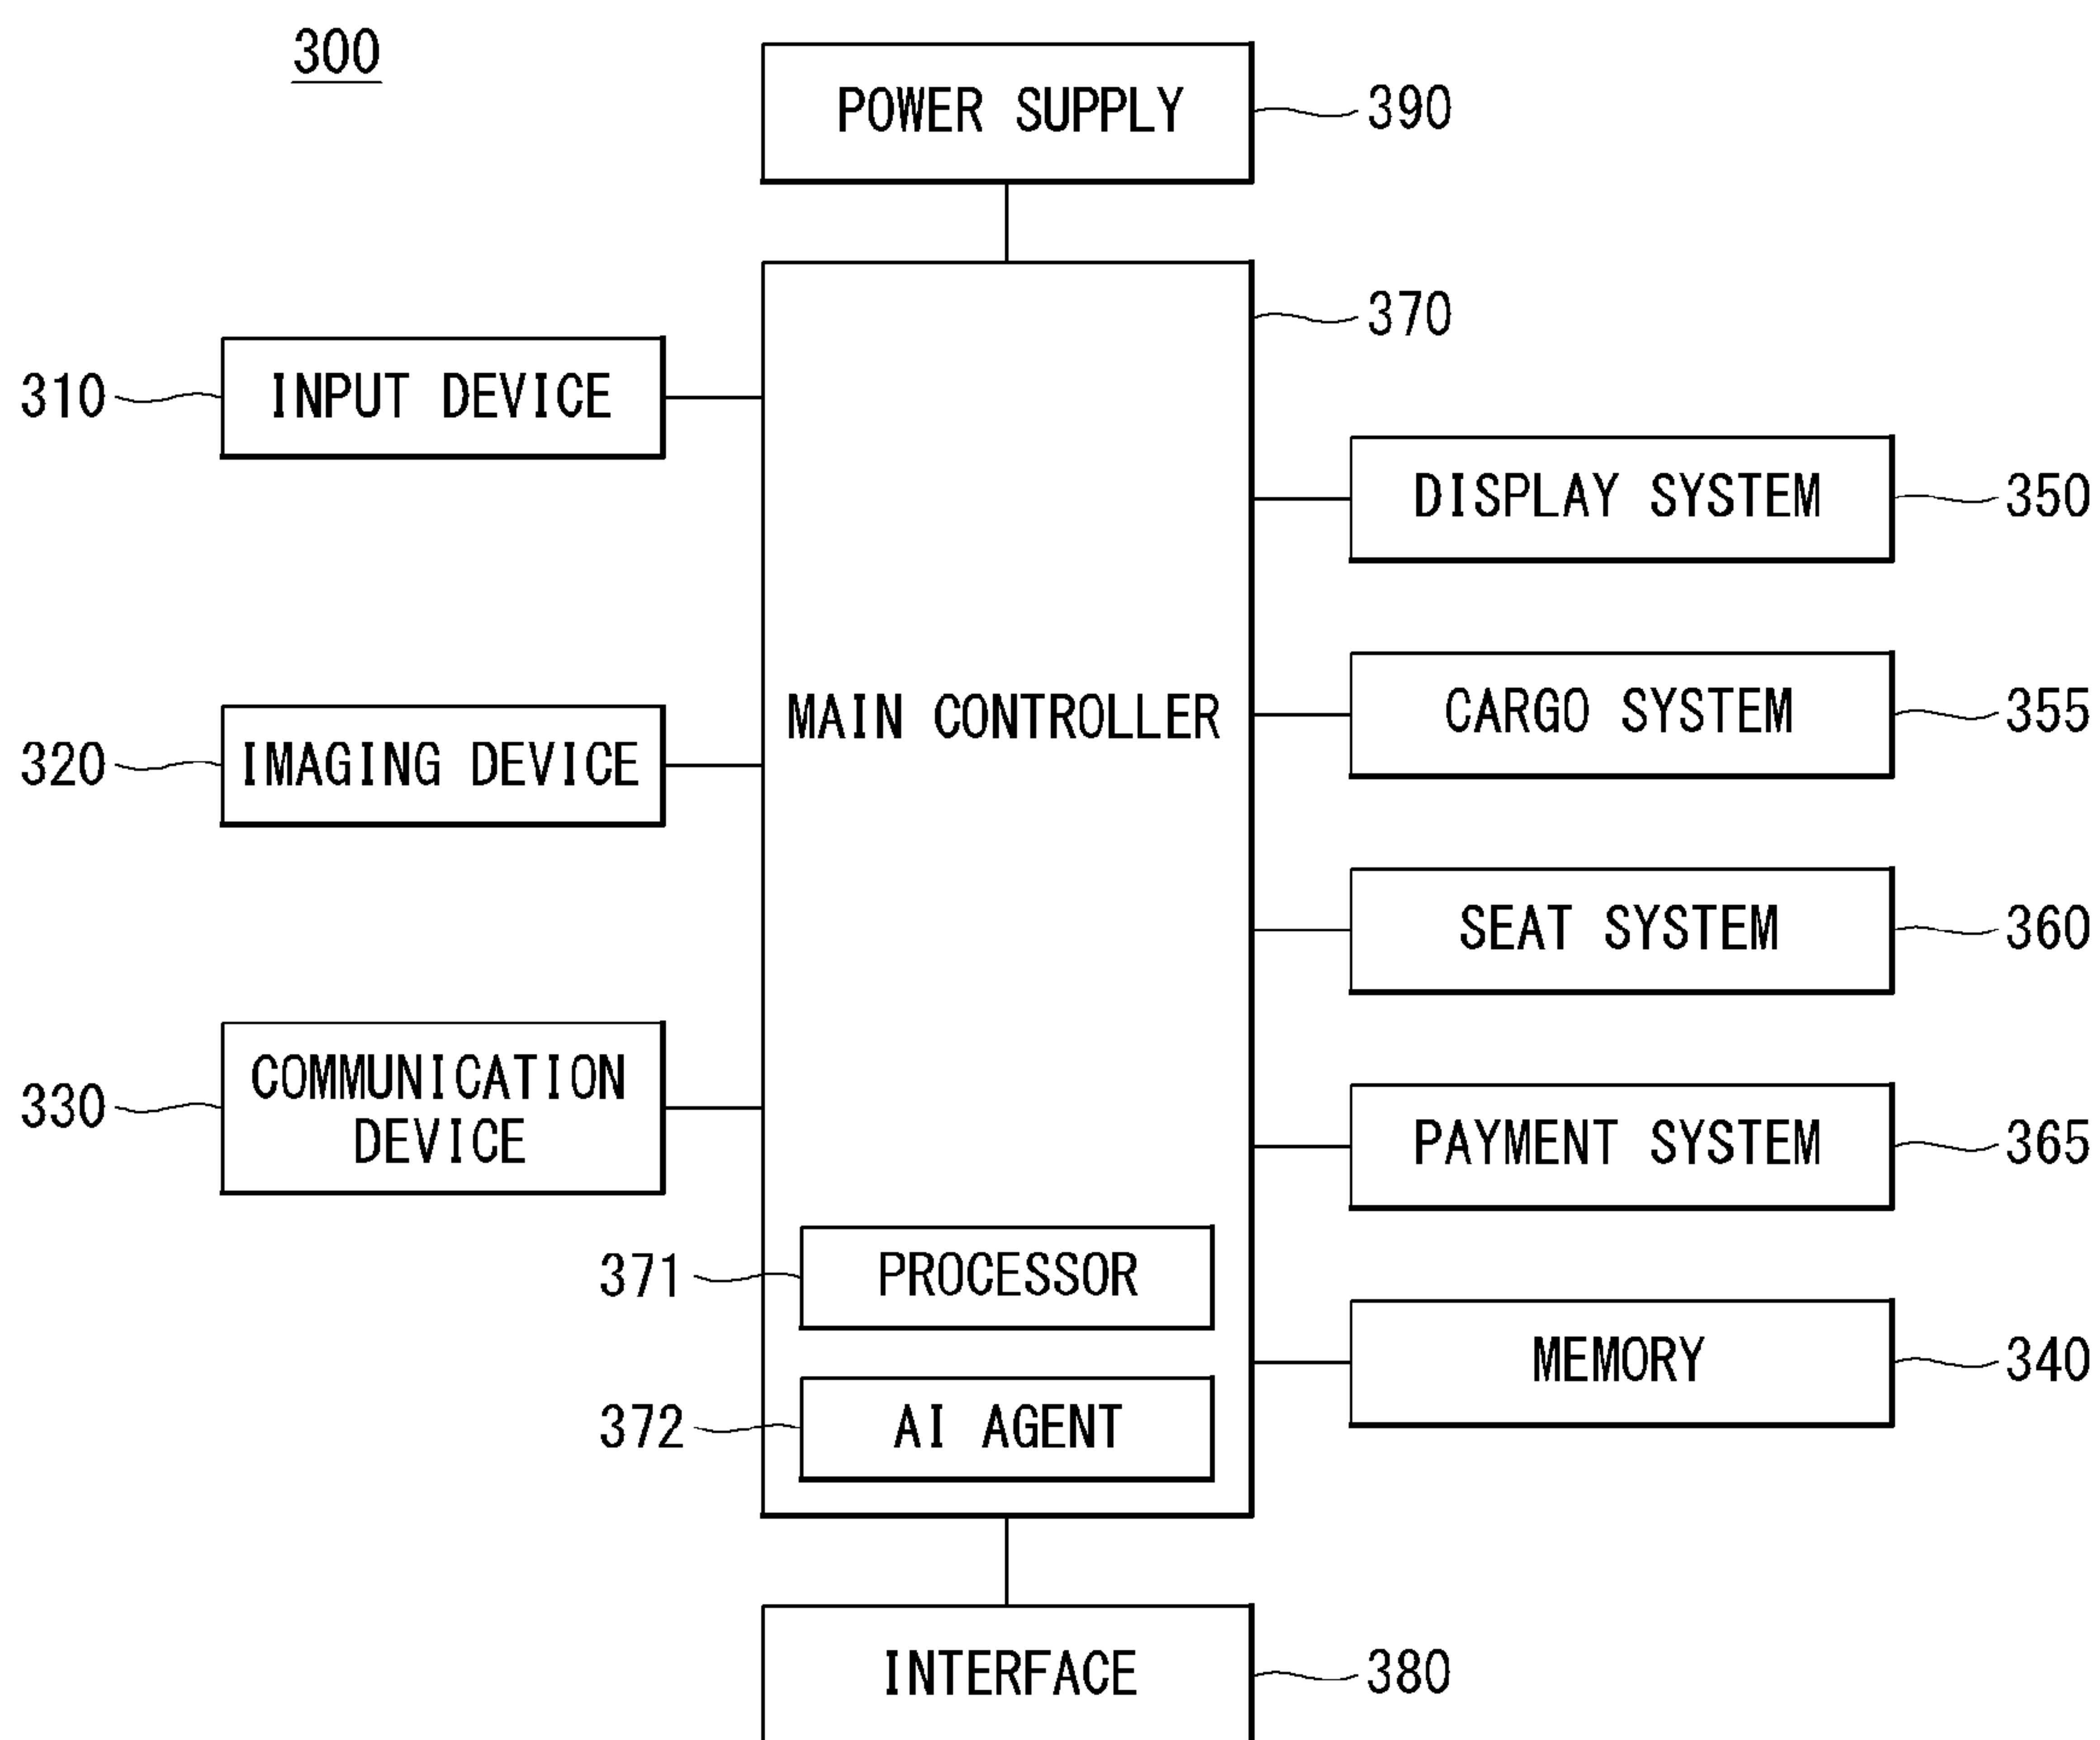 300
POWER SUPPLY
390
370
310
INPUT DEVICE
DISPLAY SYSTEM
350
MAIN CONTROLLER
CARGO SYSTEM
355
320
IMAGING DEVICE
SEAT SYSTEM
360
330
COMMUNICATION
DEVICE
PAYMENT SYSTEM
365
371
PROCESSOR
MEMORY
340
372
AI AGENT
INTERFACE
380